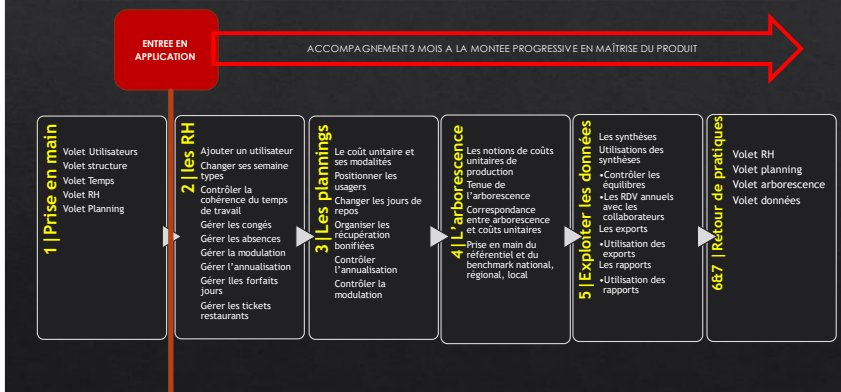 ENTREE EN
APPLICATION
ACCOMPAGNEMENT 3 MOIS A LA MONTEE PROGRESSIVE EN MAÎTRISE DU PRODUIT
1 | Prise en main
Volet Utilisateurs
Volet structure
Volet Temps
Volet RH
Volet Planning
2 | les RH
Ajouter un utilisateur
Changer ses semaine
types
Contrôler la
cohérence du temps
de travail
Gérer les congés
Gérer les absences
Gérer la modulation
Gérer l'annualisation
Gérer lles forfaits
jours
Gérer les tickets
restaurants
3 | Les plannings
Le coût unitaire et
ses modalités
Positionner les
usagers
Changer les jours de
repos
Organiser les
récupération
bonifiées
Contrôler
l'annualisation
Contrôler la
modulation
4 | L'arborescence
Les notions de coûts
unitaires de
production
Tenue de
l'arborescence
Correspondance
entre arborescence
et coûts unitaires
Prise en main du
référentiel et du
benchmark national,
régional, local
5 | Exploiter les données
Les synthèses
Utilisations des
synthèses
•Contrôler les
équilibres
•Les RDV annuels
avec les
collaborateurs
Les exports
•Utilisation des
exports
Les rapports
•Utilisation des
rapports
6&7 | Retour de pratiques
Volet RH
Volet planning
Volet arborescence
Volet données